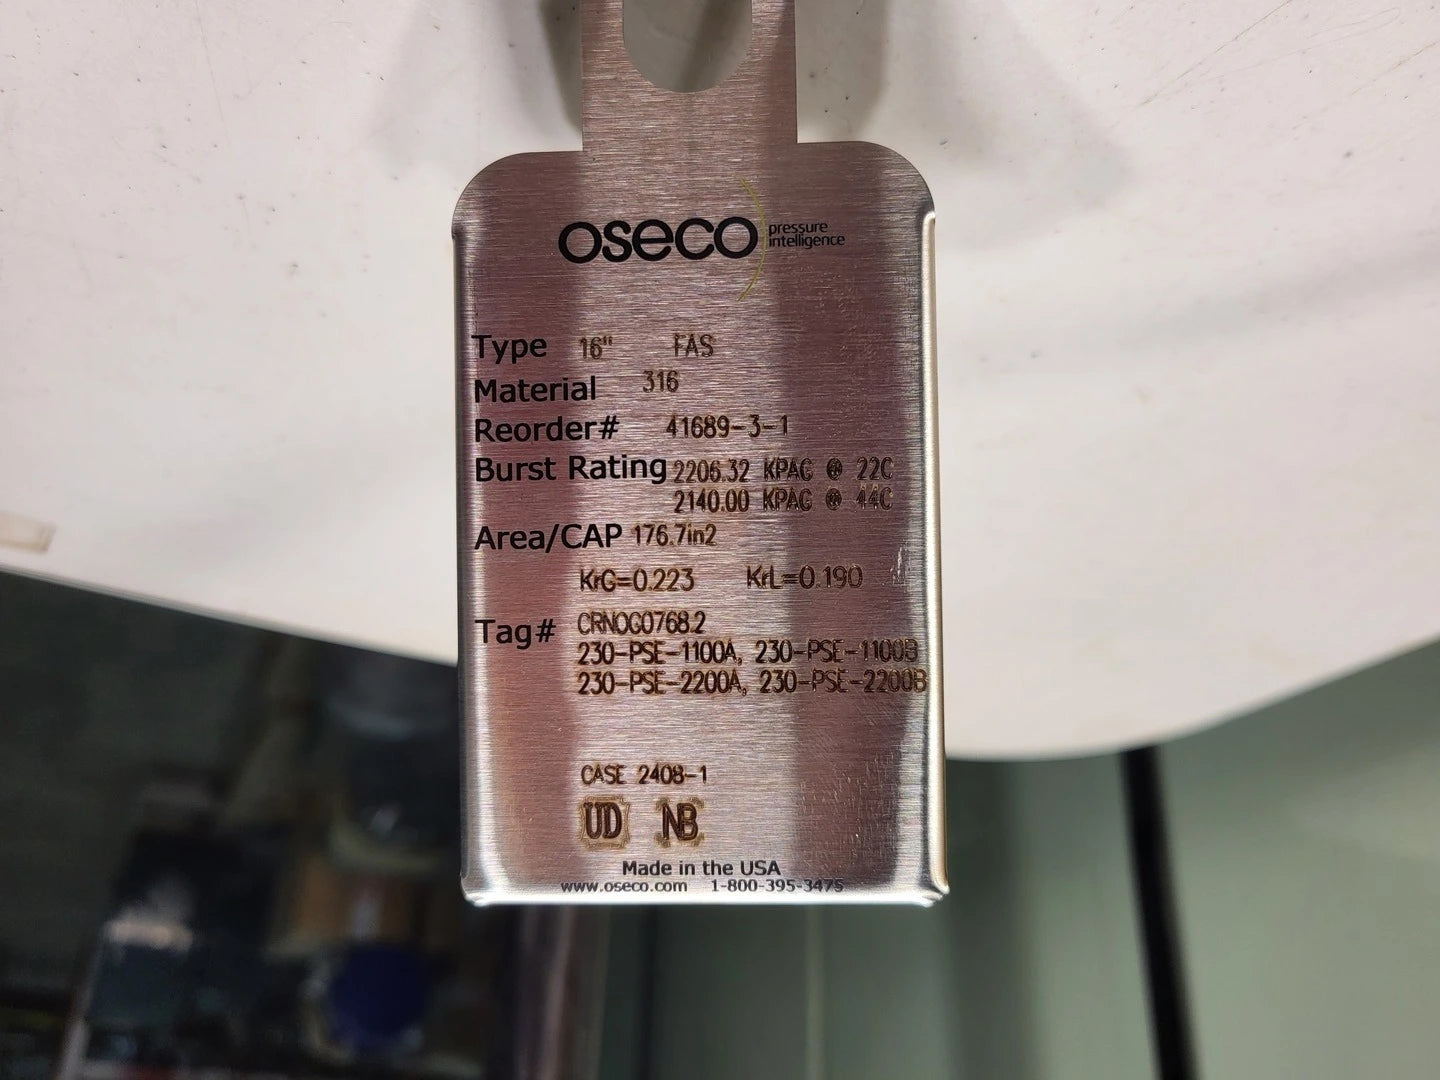 oseco pressure intelligence
Type 16" FAS
Material 316
Reorder# 41689-3-1
Burst Rating 2206.32 KPAG @ 22C
2140.00 KPAG @ 44C
Area/CAP 176.7in2
KrG=0.223 KrL=0.190
Tag# CRNOG0768.2
230-PSE-1100A, 230-PSE-1100B
230-PSE-2200A, 230-PSE-2200B
CASE 2408-1
UD NB
Made in the USA
www.oseco.com 1-800-395-3475